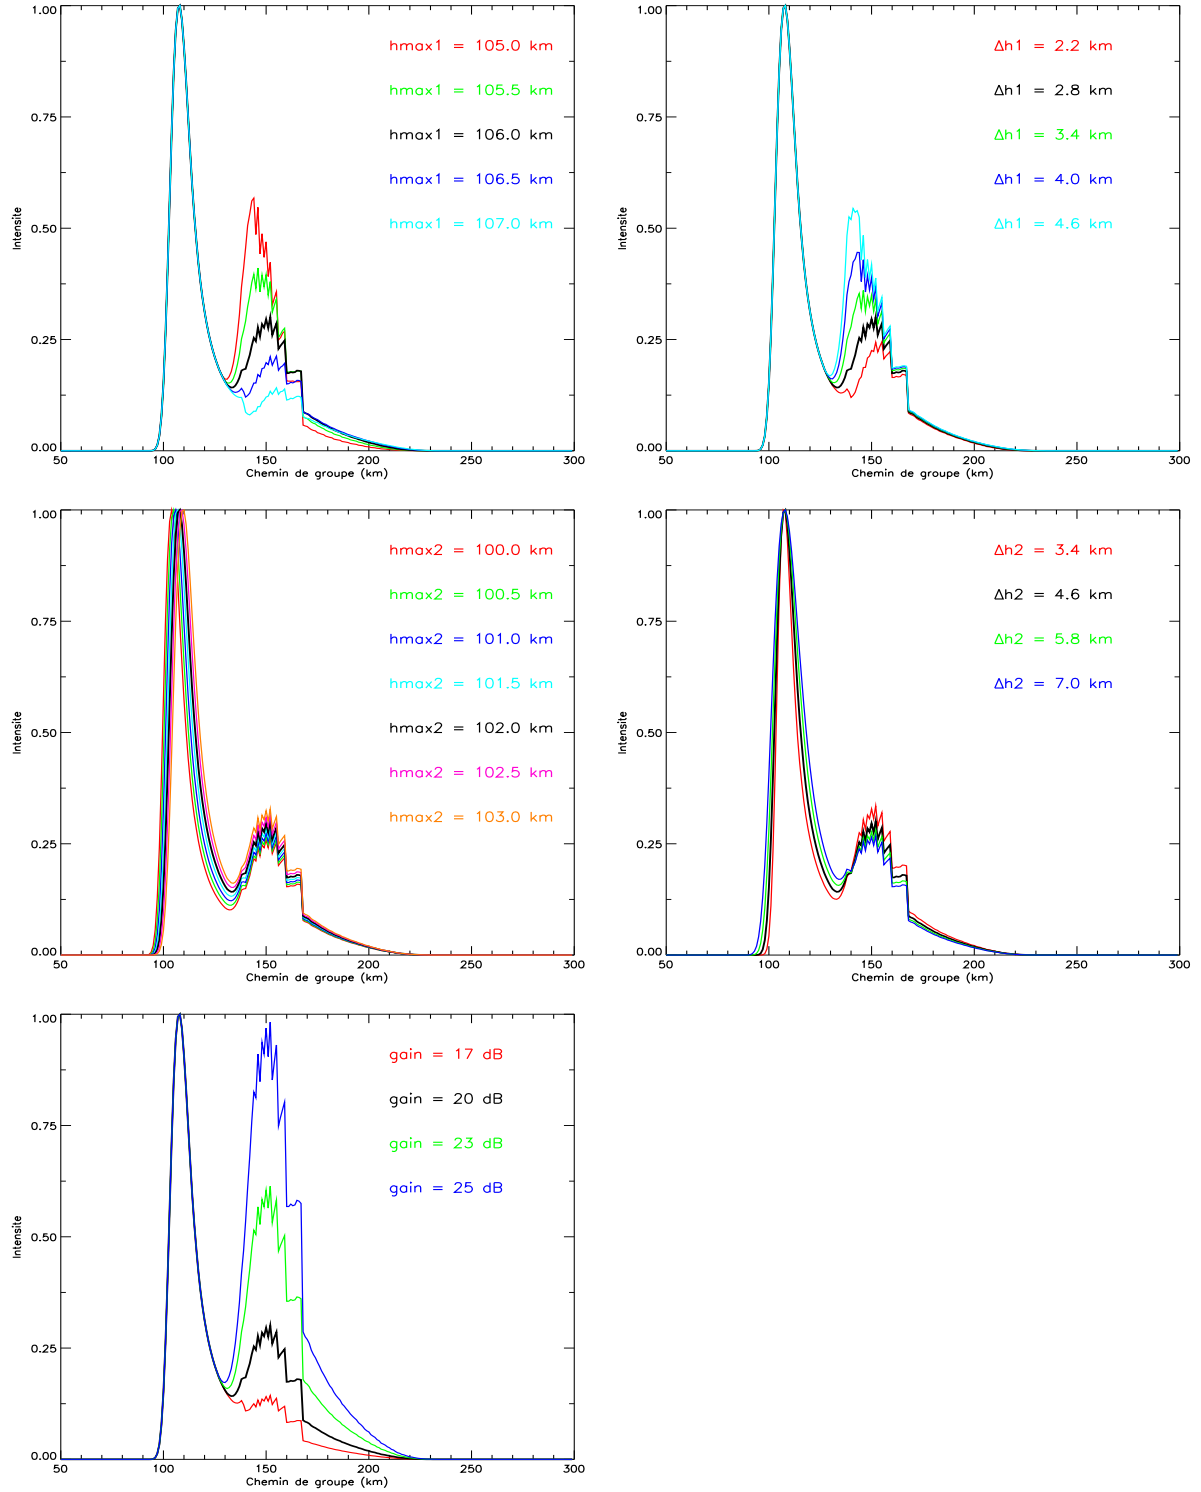 1.00
0.75
0.50
0.25
0.00
Intensite
hmax1 = 105.0 km
hmax1 = 105.5 km
hmax1 = 106.0 km
hmax1 = 106.5 km
hmax1 = 107.0 km
50 100 150 200 250 300
Chemin de groupe (km)
1.00
0.75
0.50
0.25
0.00
Intensite
Δh1 = 2.2 km
Δh1 = 2.8 km
Δh1 = 3.4 km
Δh1 = 4.0 km
Δh1 = 4.6 km
50 100 150 200 250 300
Chemin de groupe (km)
1.00
0.75
0.50
0.25
0.00
Intensite
hmax2 = 100.0 km
hmax2 = 100.5 km
hmax2 = 101.0 km
hmax2 = 101.5 km
hmax2 = 102.0 km
hmax2 = 102.5 km
hmax2 = 103.0 km
50 100 150 200 250 300
Chemin de groupe (km)
1.00
0.75
0.50
0.25
0.00
Intensite
Δh2 = 3.4 km
Δh2 = 4.6 km
Δh2 = 5.8 km
Δh2 = 7.0 km
50 100 150 200 250 300
Chemin de groupe (km)
1.00
0.75
0.50
0.25
0.00
Intensite
gain = 17 dB
gain = 20 dB
gain = 23 dB
gain = 25 dB
50 100 150 200 250 300
Chemin de groupe (km)